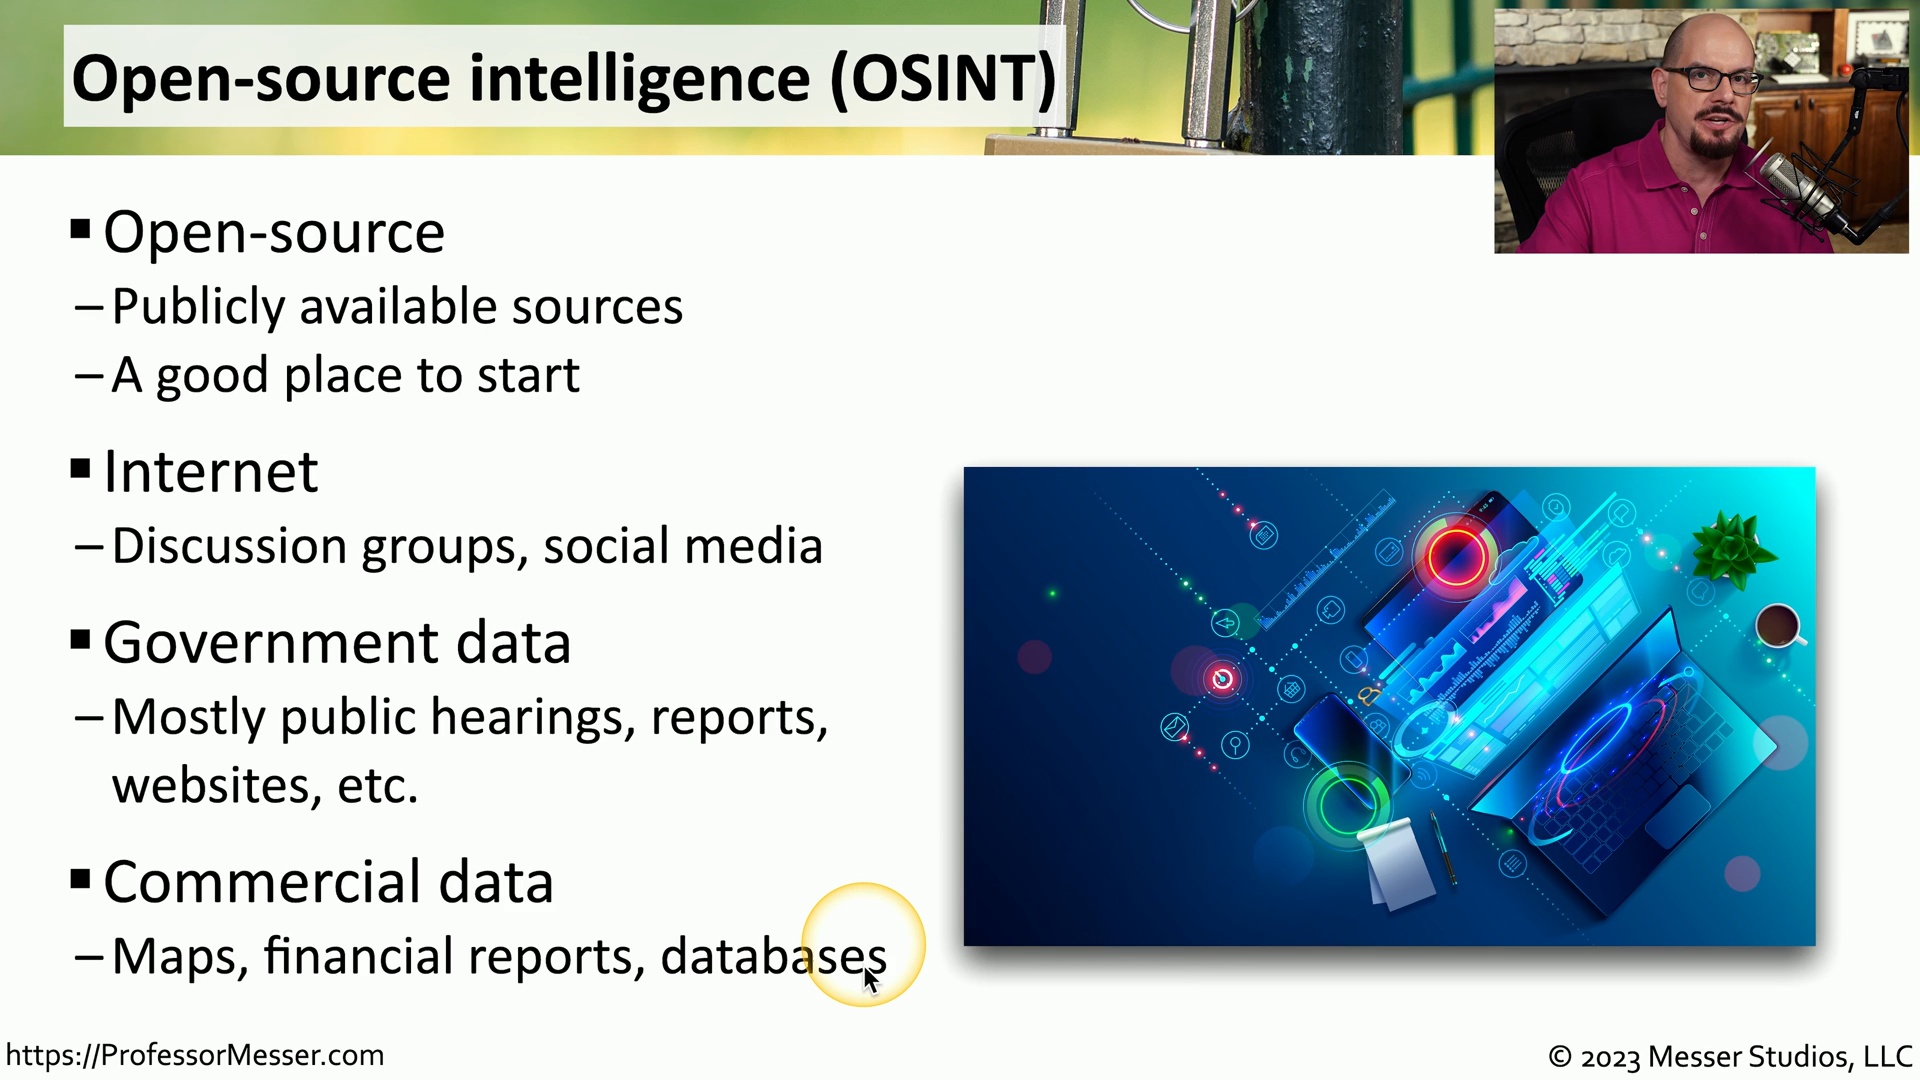 Open-source intelligence (OSINT)
▪ Open-source
– Publicly available sources
– A good place to start
▪ Internet
– Discussion groups, social media
▪ Government data
– Mostly public hearings, reports,
websites, etc.
▪ Commercial data
– Maps, financial reports, databases
https://ProfessorMesser.com
© 2023 Messer Studios, LLC